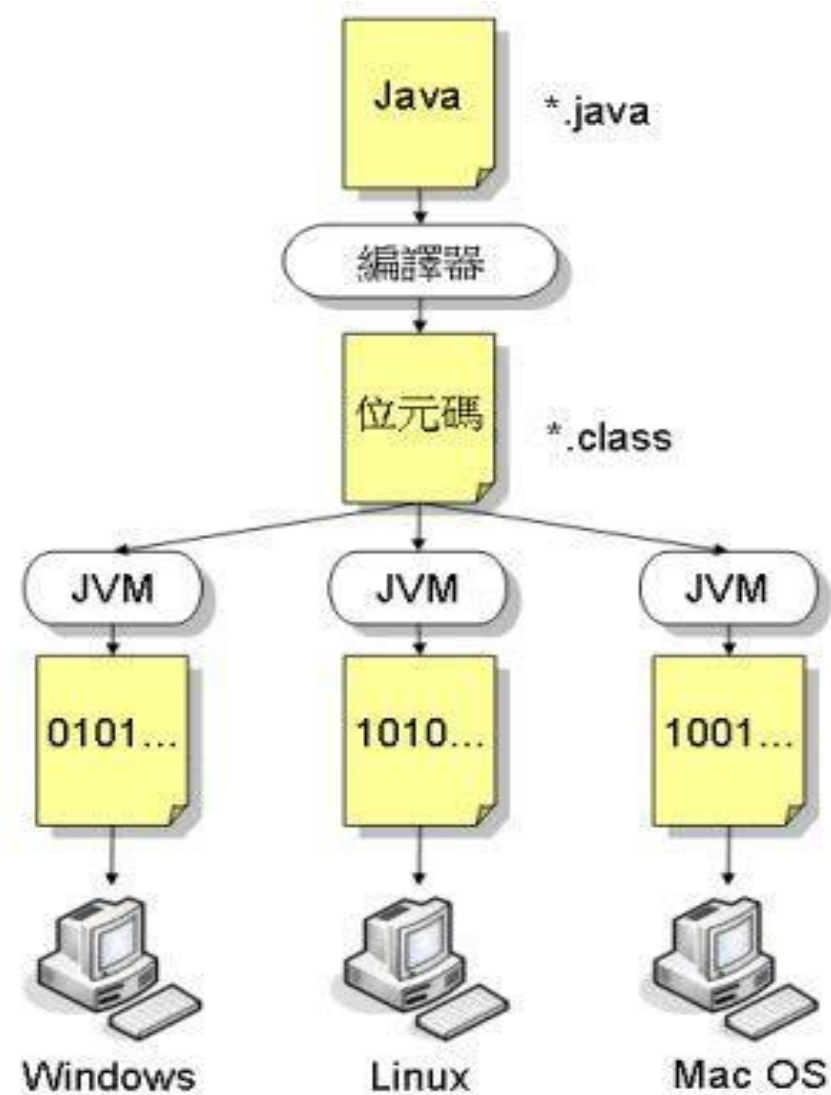 Java
*.java
編譯器
位元碼
*.class
JVM JVM JVM
0101... 1010... 1001...
Windows Linux Mac OS